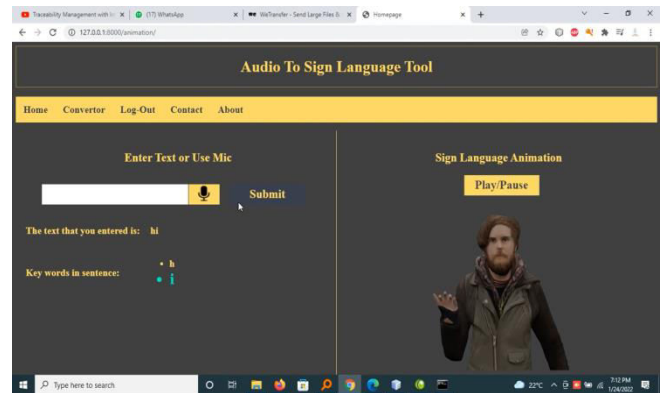 Traceability Management with
(17) WhatsApp
WeTransfer - Send Large Files &
Homepage
127.0.0.1:8000/animation/
Audio To Sign Language Tool
Home Convertor Log-Out Contact About
Enter Text or Use Mic
Submit
The text that you entered is: hi
Key words in sentence:
h
i
Sign Language Animation
Play/Pause
Type here to search
22°C
7:12 PM
1/24/2022